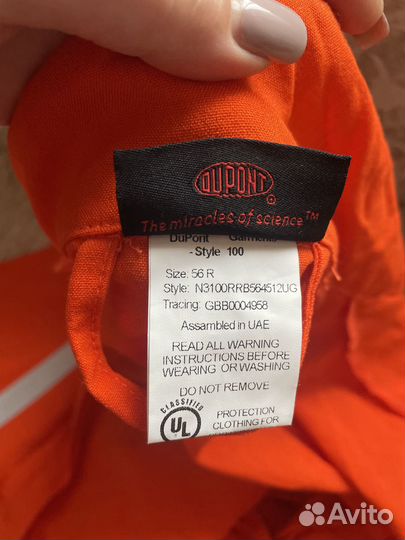 DUPONT
®
The miracles of science™
DuPont Garments
-Style 100
Size: 56 R
Style: N3100RRB564512UG
Tracing: GBB0004958
Assambled in UAE
READ ALL WARNING
INSTRUCTIONS BEFORE
WEARING OR WASHING
DO NOT REMOVE
CLASSIFIED
UL
®
PROTECTION
CLOTHING FOR
Avito